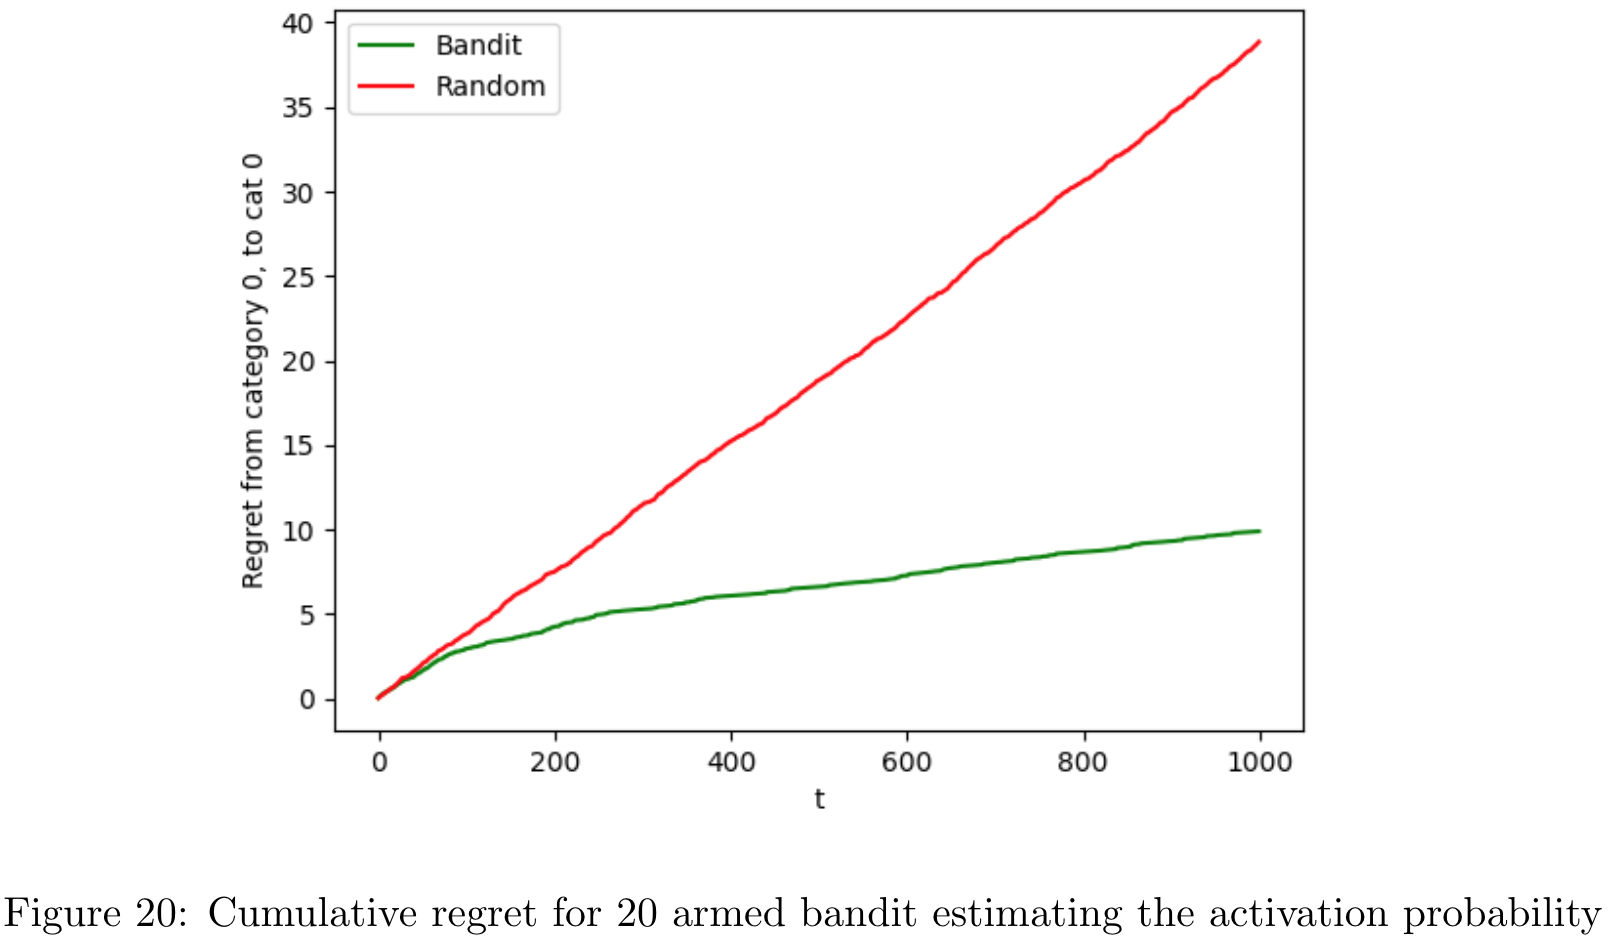 40
35
30
25
20
15
10
5
0
Regret from category 0, to cat 0
Bandit
Random
0 200 400 600 800 1000
t
Figure 20: Cumulative regret for 20 armed bandit estimating the activation probability